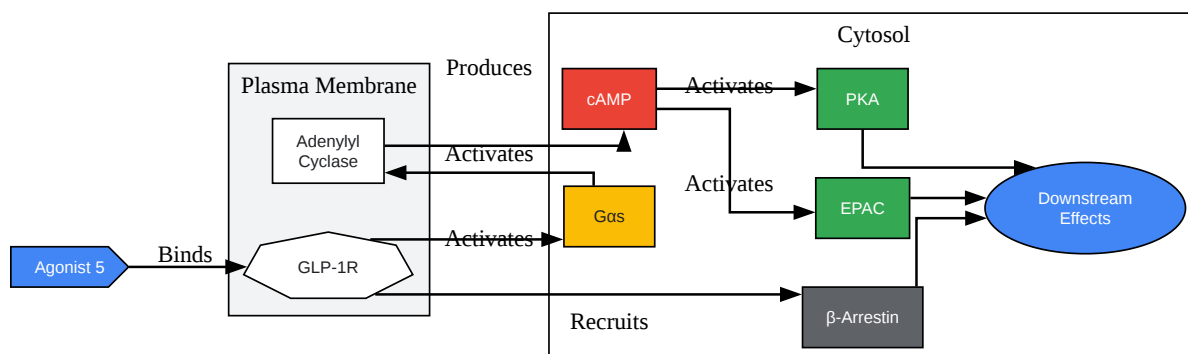 Cytosol
Produces
Plasma Membrane
cAMP
Activates
PKA
Adenylyl
Cyclase
Activates
Activates
Gαs
EPAC
Downstream
Effects
Activates
Binds
Agonist 5
GLP-1R
Recruits
β-Arrestin